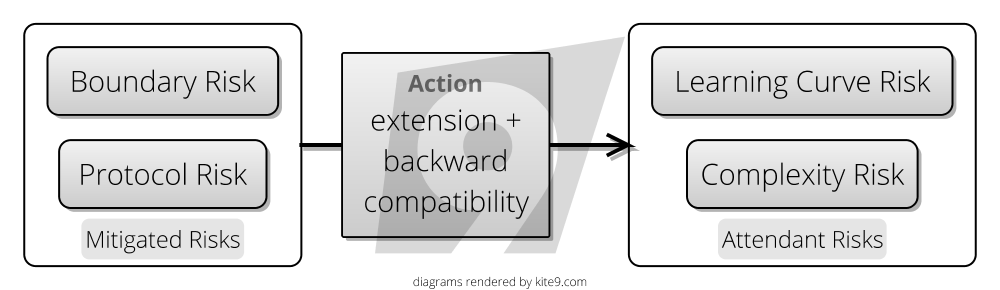 Boundary Risk
Protocol Risk
Mitigated Risks
Action
extension +
backward
compatibility
Learning Curve Risk
Complexity Risk
Attendant Risks
diagrams rendered by kite9.com